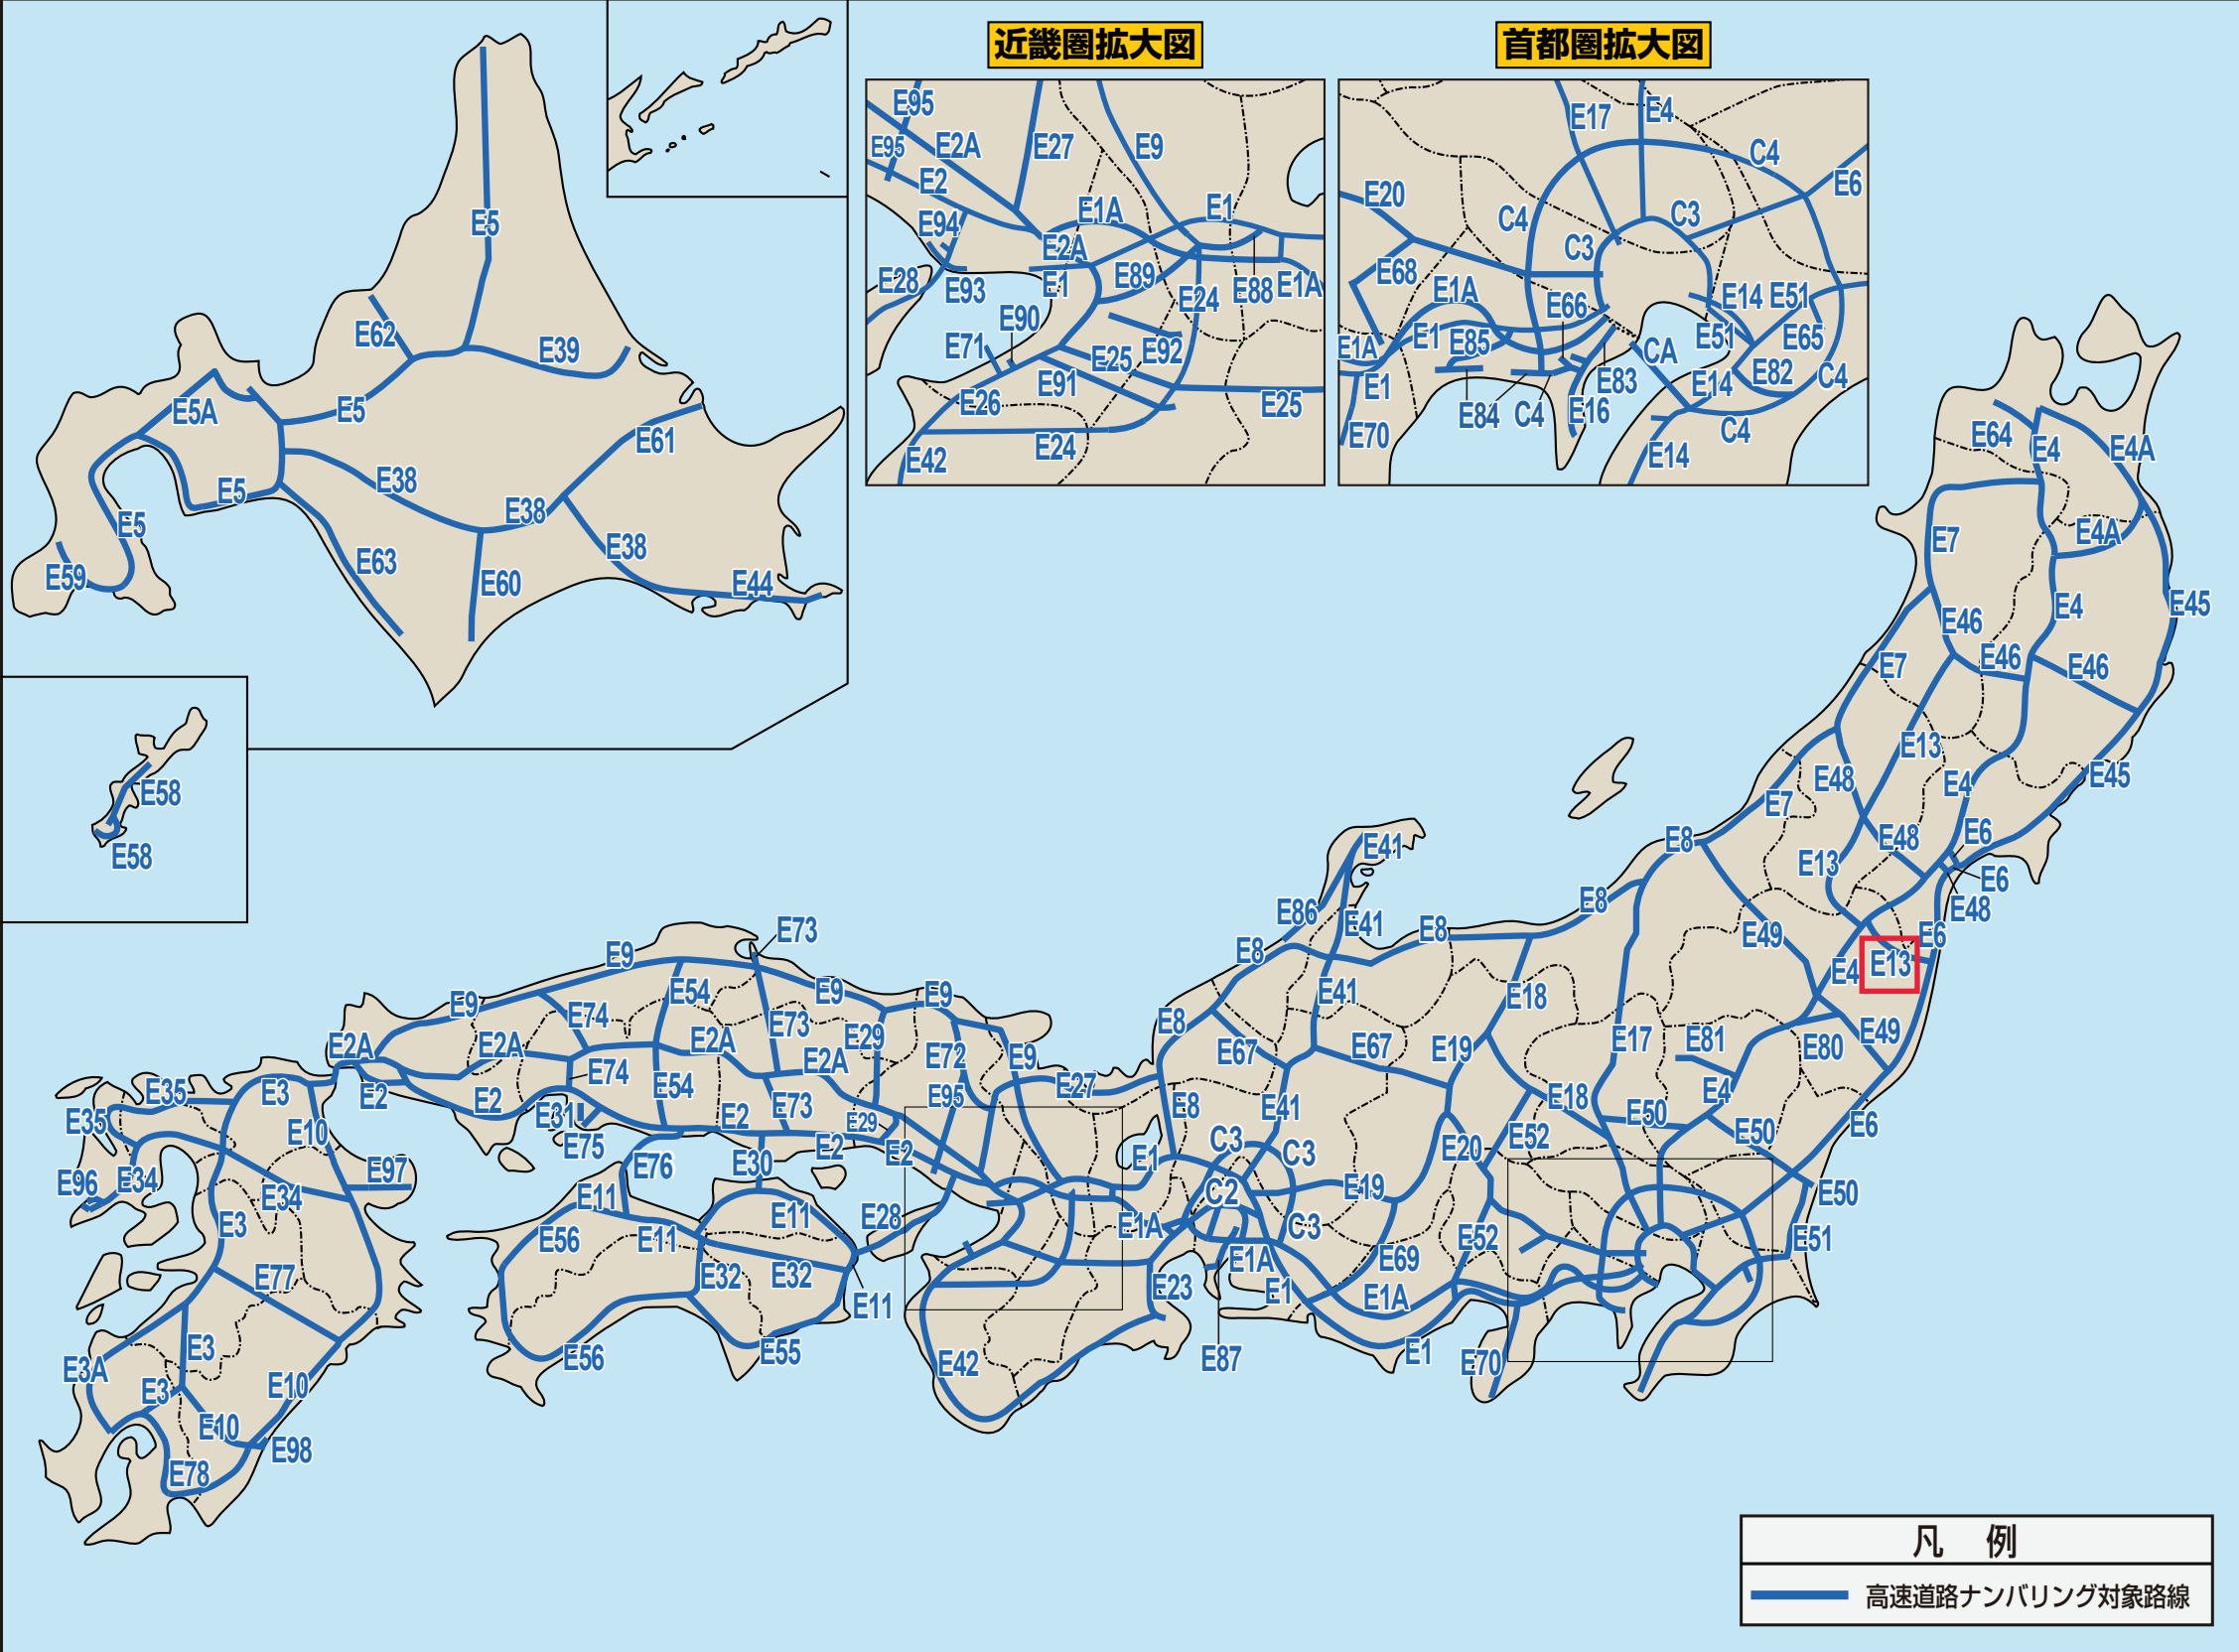 近畿圏拡大図
首都圏拡大図
E5
E62
E39
E5A
E5
E61
E38
E5
E38
E5
E38
E63
E59
E60
E44
E58
E58
E95
E95
E2A
E27
E9
E2
E94
E1A
E1
E2A
E28
E93
E1
E89
E24
E88
E1A
E90
E71
E25
E92
E91
E26
E25
E24
E42
E17
E4
C4
E6
E20
C4
C3
C3
E68
E1A
E66
E14
E51
E1
E85
E51
E65
E1A
CA
E82
C4
E1
E83
E14
E84
C4
E16
C4
E70
E14
E64
E4
E4A
E7
E4A
E4
E45
E46
E7
E46
E46
E13
E48
E4
E45
E7
E8
E48
E6
E13
E6
E48
E41
E86
E41
E8
E8
E8
E49
E6
E4
E13
E73
E9
E9
E54
E9
E9
E41
E18
E74
E73
E8
E2A
E2A
E2A
E29
E72
E9
E67
E67
E19
E17
E81
E80
E49
E2A
E74
E54
E27
E18
E4
E35
E3
E2
E2
E31
E2
E73
E29
E95
E8
E41
E50
E50
E6
E35
E10
E75
E2
E2
E52
E20
E96
E34
E97
E76
E30
E1
C3
C3
E19
E34
E11
E11
E28
C2
E50
E3
E56
E11
E1A
C3
E52
E51
E77
E32
E32
E1A
E69
E11
E23
E1
E1A
E3
E56
E55
E42
E87
E1
E70
E3A
E3
E10
E10
E98
E78
凡 例
高速道路ナンバリング対象路線